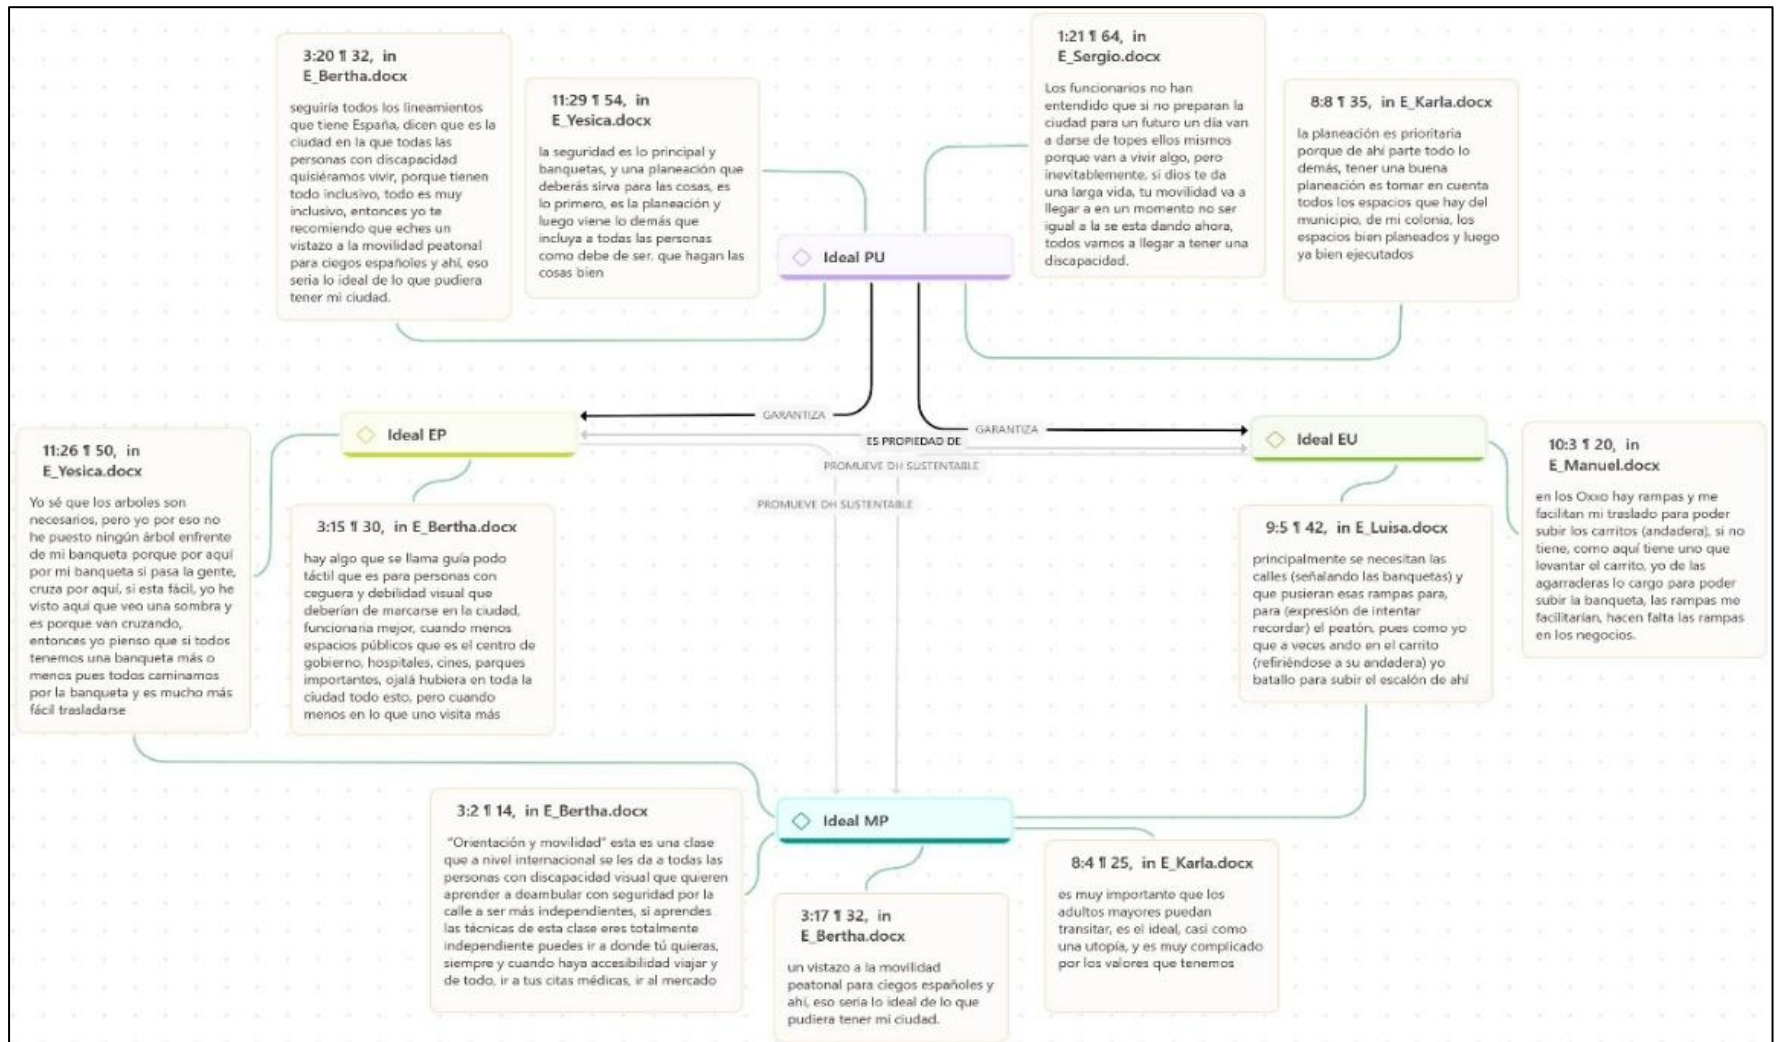 3:20 ¶ 32, in
E_Bertha.docx
seguiría todos los lineamientos
que tiene España, dicen que es la
ciudad en la que todas las
personas con discapacidad
quisiéramos vivir, porque tienen
todo inclusivo, todo es muy
inclusivo, entonces yo te
recomiendo que eches un
vistazo a la movilidad peatonal
para ciegos españoles y ahí, eso
seria lo ideal de lo que pudiera
tener mi ciudad.
11:29 ¶ 54, in
E_Yesica.docx
la seguridad es lo principal y
banquetas, y una planeación que
deberás sirva para las cosas, es
lo primero, es la planeación y
luego viene lo demás que
incluya a todas las personas
como debe de ser. que hagan las
cosas bien
1:21 ¶ 64, in
E_Sergio.docx
Los funcionarios no han
entendido que si no preparan la
ciudad para un futuro un día van
a darse de topes ellos mismos
porque van a vivir algo, pero
inevitablemente, si dios te da
una larga vida, tu movilidad va a
llegar a en un momento no ser
igual a la se esta dando ahora,
todos vamos a llegar a tener una
discapacidad.
8:8 ¶ 35, in E_Karla.docx
la planeación es prioritaria
porque de ahí parte todo lo
demás, tener una buena
planeación es tomar en cuenta
todos los espacios que hay del
municipio, de mi colonia, los
espacios bien planeados y luego
ya bien ejecutados
Ideal PU
GARANTIZA
GARANTIZA
ES PROPIEDAD DE
PROMUEVE DH SUSTENTABLE
PROMUEVE DH SUSTENTABLE
Ideal EP
Ideal EU
11:26 ¶ 50, in
E_Yesica.docx
Yo sé que los arboles son
necesarios, pero yo por eso no
he puesto ningún árbol enfrente
de mi banqueta porque por aquí
por mi banqueta si pasa la gente,
cruza por aquí, si esta fácil, yo he
visto aquí que veo una sombra y
es porque van cruzando,
entonces yo pienso que si todos
tenemos una banqueta más o
menos pues todos caminamos
por la banqueta y es mucho más
fácil trasladarse
3:15 ¶ 30, in E_Bertha.docx
hay algo que se llama guía podo
táctil que es para personas con
ceguera y debilidad visual que
deberían de marcarse en la ciudad,
funcionaria mejor, cuando menos
espacios públicos que es el centro de
gobierno, hospitales, cines, parques
importantes, ojalá hubiera en toda la
ciudad todo esto, pero cuando
menos en lo que uno visita más
9:5 ¶ 42, in E_Luisa.docx
principalmente se necesitan las
calles (señalando las banquetas) y
que pusieran esas rampas para,
para (expresión de intentar
recordar) el peatón, pues como yo
que a veces ando en el carrito
(refiriéndose a su andadera) yo
batallo para subir el escalón de ahí
10:3 ¶ 20, in
E_Manuel.docx
en los Oxxo hay rampas y me
facilitan mi traslado para poder
subir los carritos (andadera), si no
tiene, como aquí tiene uno que
levantar el carrito, yo de las
agarraderas lo cargo para poder
subir la banqueta, las rampas me
facilitarían, hacen falta las rampas
en los negocios.
Ideal MP
3:2 ¶ 14, in E_Bertha.docx
"Orientación y movilidad" esta es una clase
que a nivel internacional se les da a todas las
personas con discapacidad visual que quieren
aprender a deambular con seguridad por la
calle a ser más independientes, si aprendes
las técnicas de esta clase eres totalmente
independiente puedes ir a donde tú quieras,
siempre y cuando haya accesibilidad viajar y
de todo, ir a tus citas médicas, ir al mercado
3:17 ¶ 32, in
E_Bertha.docx
un vistazo a la movilidad
peatonal para ciegos españoles y
ahí, eso seria lo ideal de lo que
pudiera tener mi ciudad.
8:4 ¶ 25, in E_Karla.docx
es muy importante que los
adultos mayores puedan
transitar, es el ideal, casi como
una utopía, y es muy complicado
por los valores que tenemos